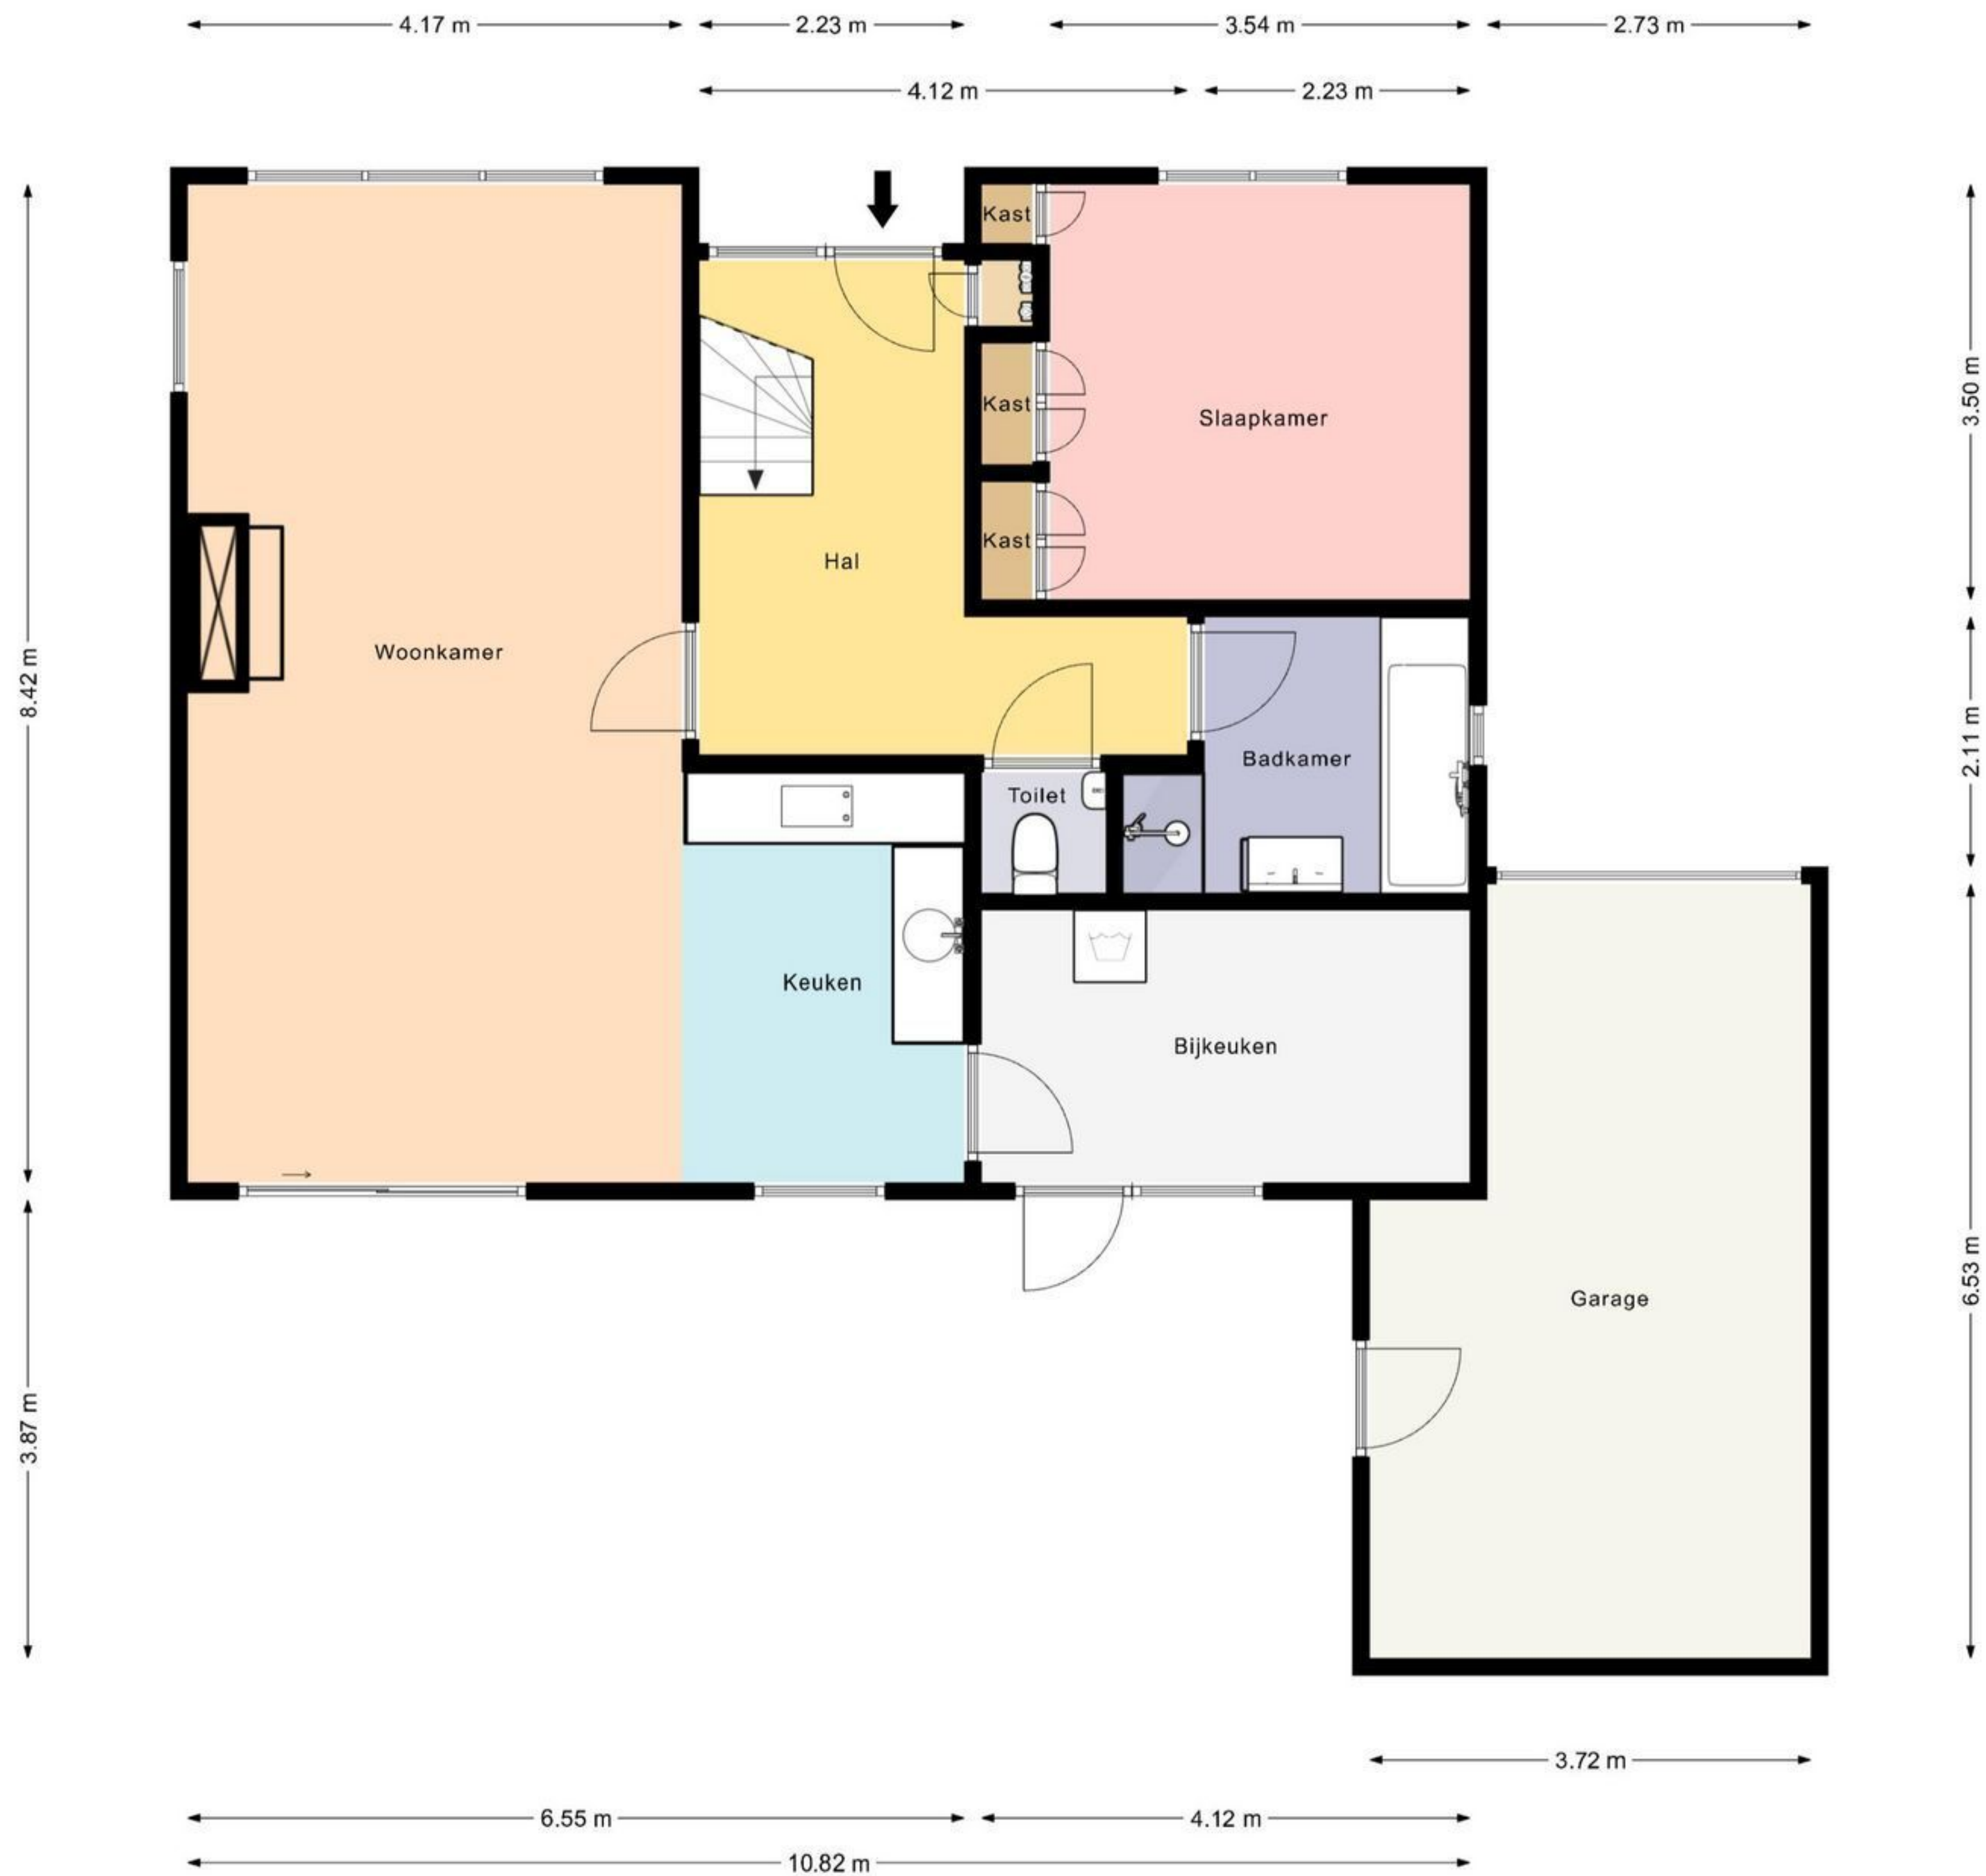 4.17 m
2.23 m
3.54 m
2.73 m
4.12 m
2.23 m
Kast
Kast
Slaapkamer
3.50 m
Kast
Hal
Woonkamer
8.42 m
2.11 m
Badkamer
Toilet
Keuken
Bijkeuken
Garage
6.53 m
3.87 m
3.72 m
6.55 m
4.12 m
10.82 m